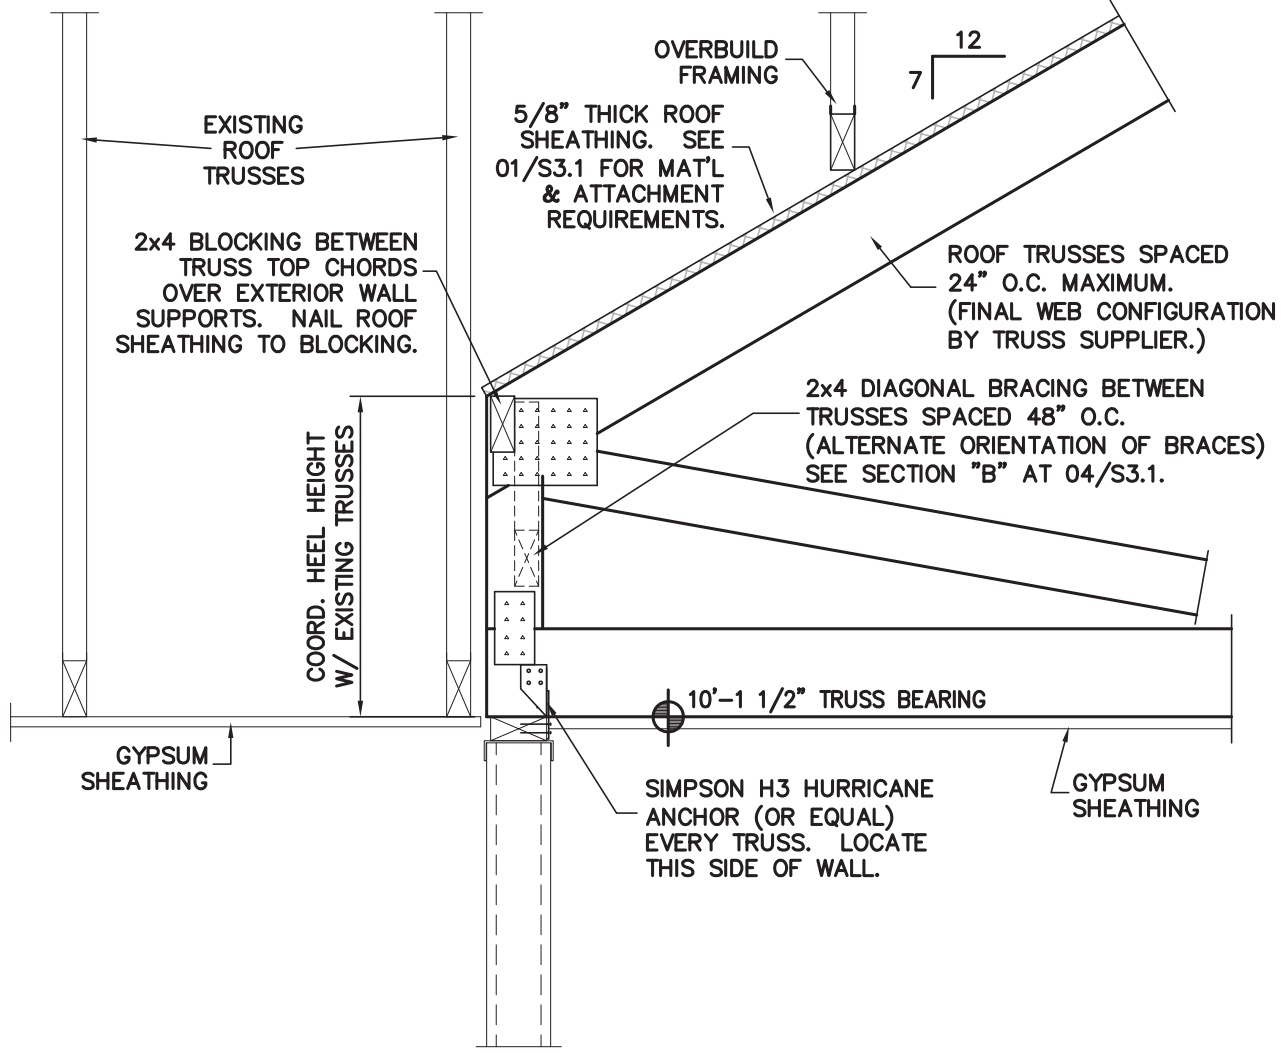 OVERBUILD
FRAMING
12
7
5/8" THICK ROOF
SHEATHING. SEE
01/S3.1 FOR MAT'L
& ATTACHMENT
REQUIREMENTS.
EXISTING
ROOF
TRUSSES
2x4 BLOCKING BETWEEN
TRUSS TOP CHORDS
OVER EXTERIOR WALL
SUPPORTS. NAIL ROOF
SHEATHING TO BLOCKING.
ROOF TRUSSES SPACED
24" O.C. MAXIMUM.
(FINAL WEB CONFIGURATION
BY TRUSS SUPPLIER.)
2x4 DIAGONAL BRACING BETWEEN
TRUSSES SPACED 48" O.C.
(ALTERNATE ORIENTATION OF BRACES)
SEE SECTION "B" AT 04/S3.1.
COORD. HEEL HEIGHT
W/ EXISTING TRUSSES
10'-1 1/2" TRUSS BEARING
GYPSUM
SHEATHING
SIMPSON H3 HURRICANE
ANCHOR (OR EQUAL)
EVERY TRUSS. LOCATE
THIS SIDE OF WALL.
GYPSUM
SHEATHING